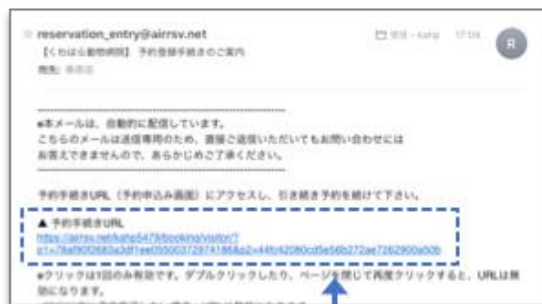 reservation_entry@airrsv.net
【くわはら動物病院】 予約登録手続きのご案内
宛先:
R
●本メールは、自動的に配信しています。
こちらのメールは送信専用のため、直接ご返信いただいてもお問い合わせには
お答えできませんので、あらかじめご了承ください。
予約手続きURL（予約申込み画面）にアクセスし、引き続き予約を続けて下さい。
▲ 予約手続きURL
●クリックは1回のみ有効です。ダブルクリックしたり、ページを閉じて再度クリックすると、URLは無
効になります。